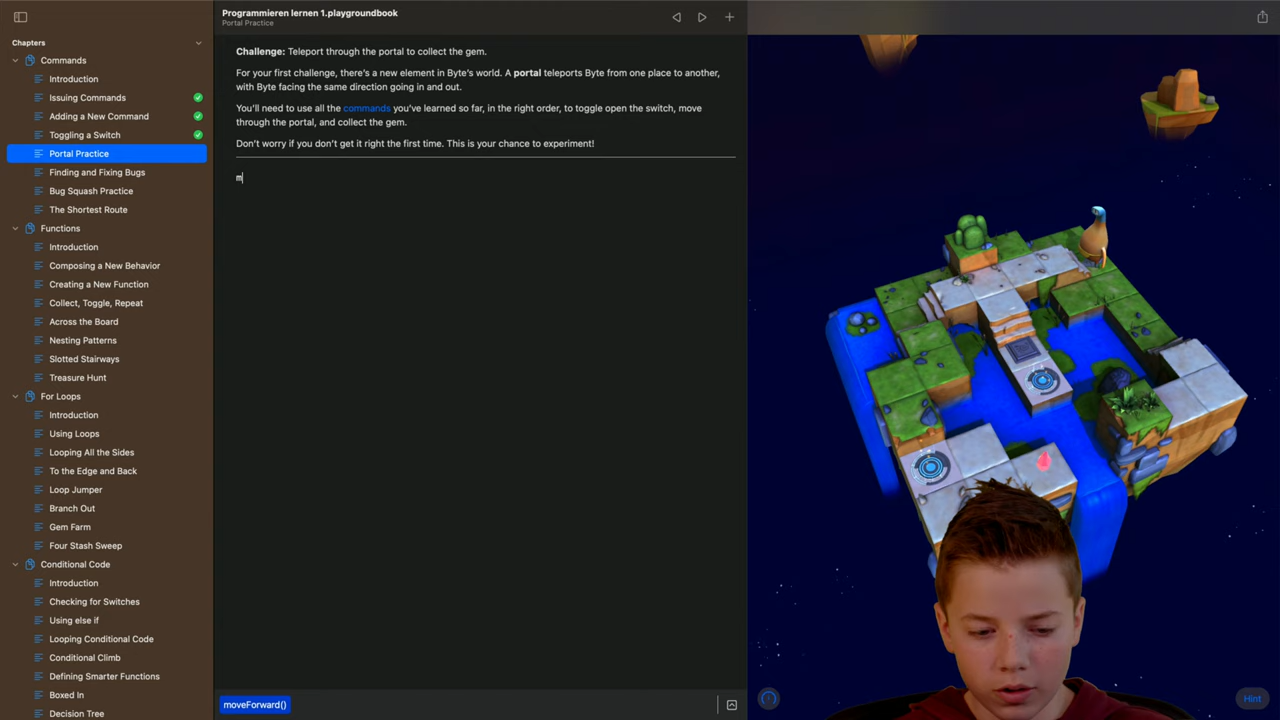 Programmieren lernen 1.playgroundbook
Portal Practice
Chapters
Commands
Introduction
Issuing Commands
Adding a New Command
Toggling a Switch
Portal Practice
Finding and Fixing Bugs
Bug Squash Practice
The Shortest Route
Functions
Introduction
Composing a New Behavior
Creating a New Function
Collect, Toggle, Repeat
Across the Board
Nesting Patterns
Slotted Stairways
Treasure Hunt
For Loops
Introduction
Using Loops
Looping All the Sides
To the Edge and Back
Loop Jumper
Branch Out
Gem Farm
Four Stash Sweep
Conditional Code
Introduction
Checking for Switches
Using else if
Looping Conditional Code
Conditional Climb
Defining Smarter Functions
Boxed In
Decision Tree
Challenge: Teleport through the portal to collect the gem.
For your first challenge, there's a new element in Byte's world. A portal teleports Byte from one place to another,
with Byte facing the same direction going in and out.
You'll need to use all the commands you've learned so far, in the right order, to toggle open the switch, move
through the portal, and collect the gem.
Don't worry if you don't get it right the first time. This is your chance to experiment!
m
moveForward()
Hint